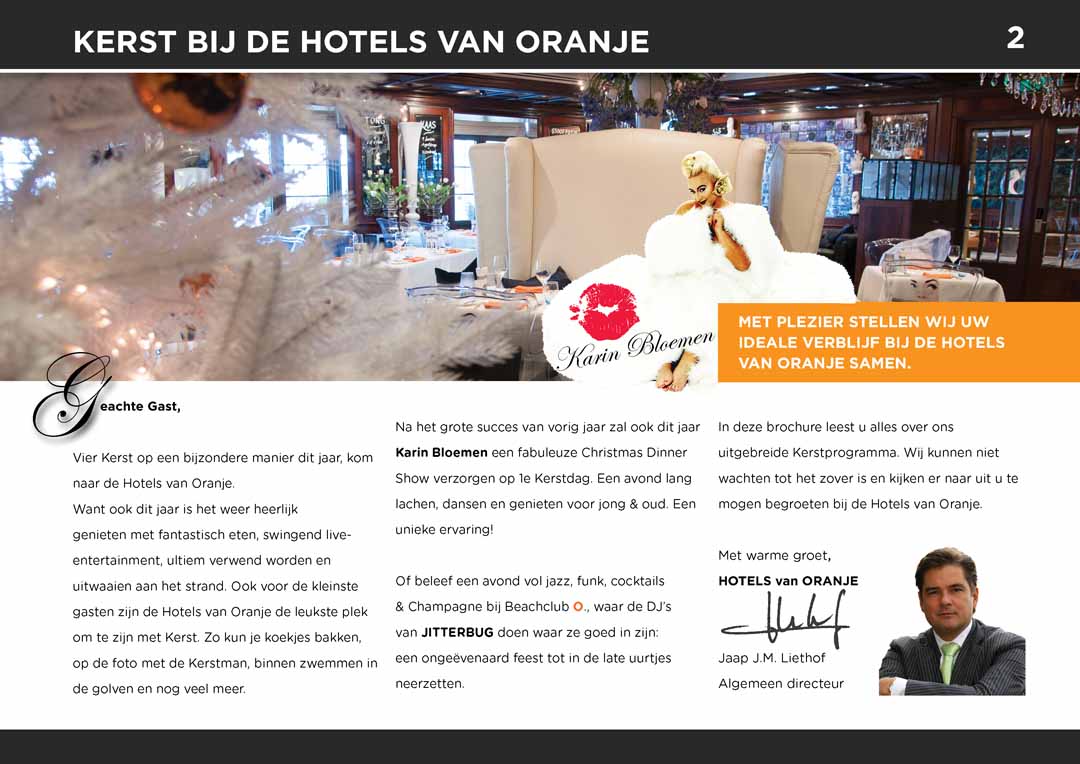 KERST BIJ DE HOTELS VAN ORANJE
2
KAAS
Karin Bloemen
MET PLEZIER STELLEN WIJ UW
IDEALE VERBLIJF BIJ DE HOTELS
VAN ORANJE SAMEN.
Geachte Gast,
Vier Kerst op een bijzondere manier dit jaar, kom
naar de Hotels van Oranje.
Want ook dit jaar is het weer heerlijk
genieten met fantastisch eten, swingend live-
entertainment, ultiem verwend worden en
uitwaaien aan het strand. Ook voor de kleinste
gasten zijn de Hotels van Oranje de leukste plek
om te zijn met Kerst. Zo kun je koekjes bakken,
op de foto met de Kerstman, binnen zwemmen in
de golven en nog veel meer.
Na het grote succes van vorig jaar zal ook dit jaar
Karin Bloemen een fabuleuze Christmas Dinner
Show verzorgen op 1e Kerstdag. Een avond lang
lachen, dansen en genieten voor jong & oud. Een
unieke ervaring!
Of beleef een avond vol jazz, funk, cocktails
& Champagne bij Beachclub O., waar de DJ's
van JITTERBUG doen waar ze goed in zijn:
een ongeëvenaard feest tot in de late uurtjes
neerzetten.
In deze brochure leest u alles over ons
uitgebreide Kerstprogramma. Wij kunnen niet
wachten tot het zover is en kijken er naar uit u te
mogen begroeten bij de Hotels van Oranje.
Met warme groet,
HOTELS van ORANJE
Jaap J.M. Liethof
Algemeen directeur